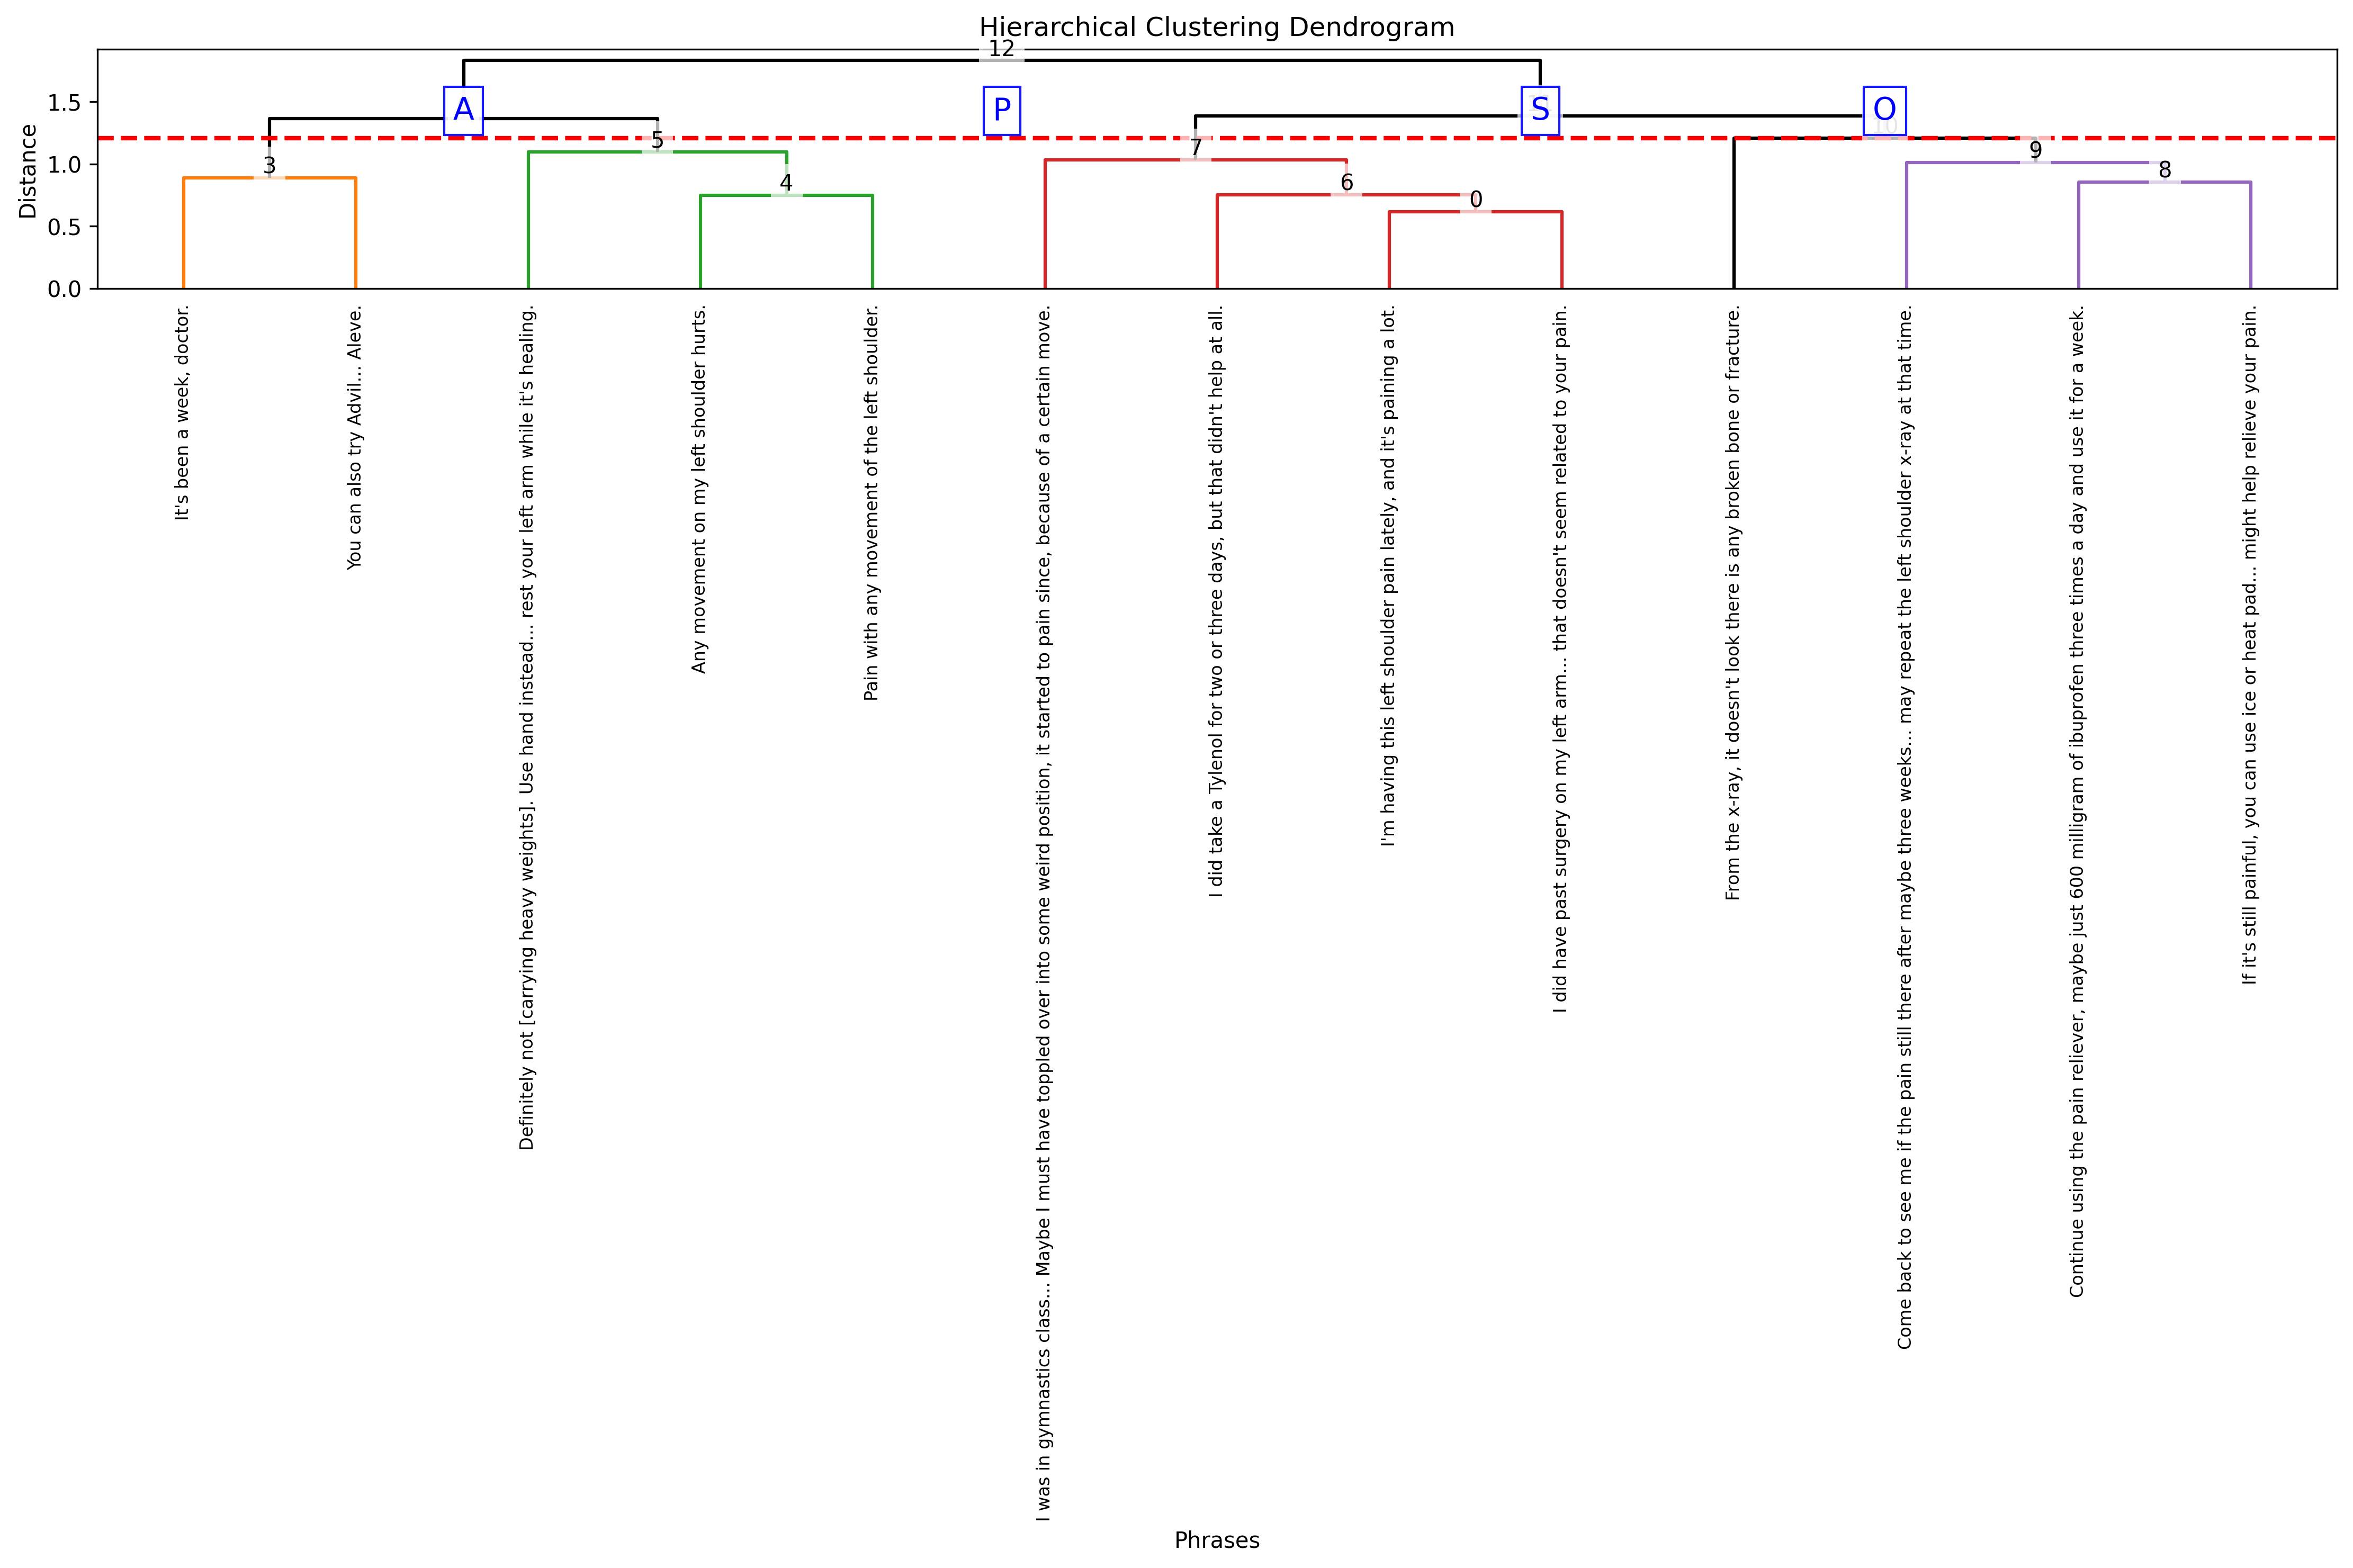 Hierarchical Clustering Dendrogram
12
A
P
S
O
1.5
10
5
7
9
1.0
3
8
4
6
0
0.5
0.0
Distance
It's been a week, doctor.
You can also try Advil... Aleve.
Definitely not [carrying heavy weights]. Use hand instead... rest your left arm while it's healing.
Any movement on my left shoulder hurts.
Pain with any movement of the left shoulder.
I was in gymnastics class... Maybe I must have toppled over into some weird position, it started to pain since, because of a certain move.
I did take a Tylenol for two or three days, but that didn't help at all.
I'm having this left shoulder pain lately, and it's paining a lot.
I did have past surgery on my left arm... that doesn't seem related to your pain.
From the x-ray, it doesn't look there is any broken bone or fracture.
Come back to see me if the pain still there after maybe three weeks... may repeat the left shoulder x-ray at that time.
Continue using the pain reliever, maybe just 600 milligram of ibuprofen three times a day and use it for a week.
If it's still painful, you can use ice or heat pad... might help relieve your pain.
Phrases